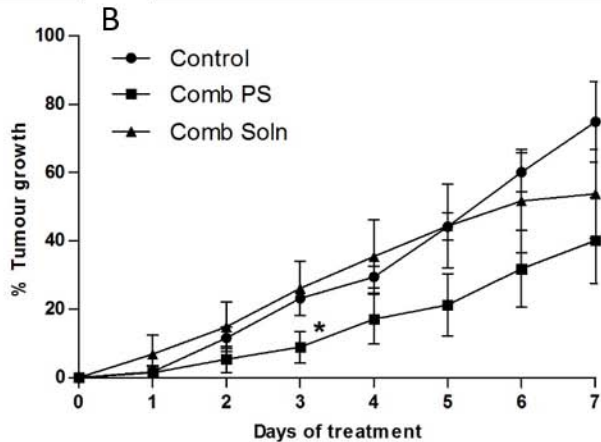 B
Control
Comb PS
Comb Soln
% Tumour growth
100
80
60
40
20
0
*
0 1 2 3 4 5 6 7
Days of treatment